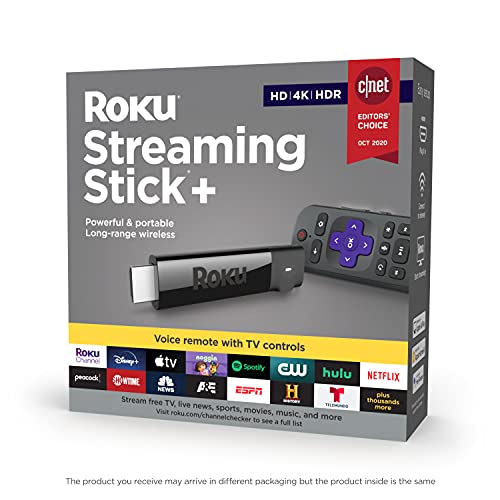 HD|4K|HDR
c|net
EDITORS'
CHOICE
OCT 2020
Roku
Streaming
Stick+
Powerful & portable
Long-range wireless
OK
Roku
Voice remote with TV controls
Roku
Channel
Disney+
tv
noggin
Spotify
CW
hulu
NETFLIX
peacock
SHOWTIME
NEWS
A&E
ESPN
H
HISTORY
T
TELEMUNDO
plus
thousands
more
Stream free TV, live news, sports, movies, music, and more
Visit roku.com/channelchecker to see a full list
The product you receive may arrive in different packaging but the product inside is the same